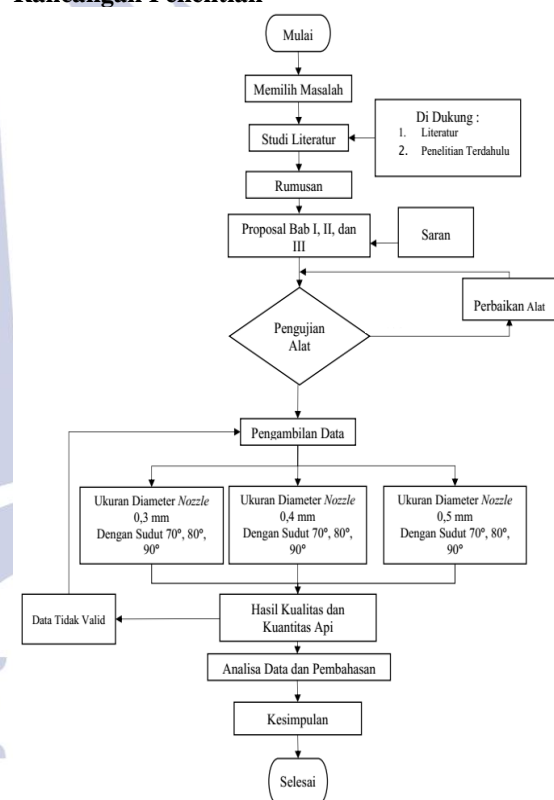 Rancangan Penelitian
Mulai
Memilih Masalah
Studi Literatur
Di Dukung :
1. Literatur
2. Penelitian Terdahulu
Rumusan
Proposal Bab I, II, dan
III
Saran
Pengujian
Alat
Perbaikan Alat
Pengambilan Data
Ukuran Diameter Nozzle
0,3 mm
Dengan Sudut 70°, 80°,
90°
Ukuran Diameter Nozzle
0,4 mm
Dengan Sudut 70°, 80°,
90°
Ukuran Diameter Nozzle
0,5 mm
Dengan Sudut 70°, 80°,
90°
Hasil Kualitas dan
Kuantitas Api
Data Tidak Valid
Analisa Data dan Pembahasan
Kesimpulan
Selesai